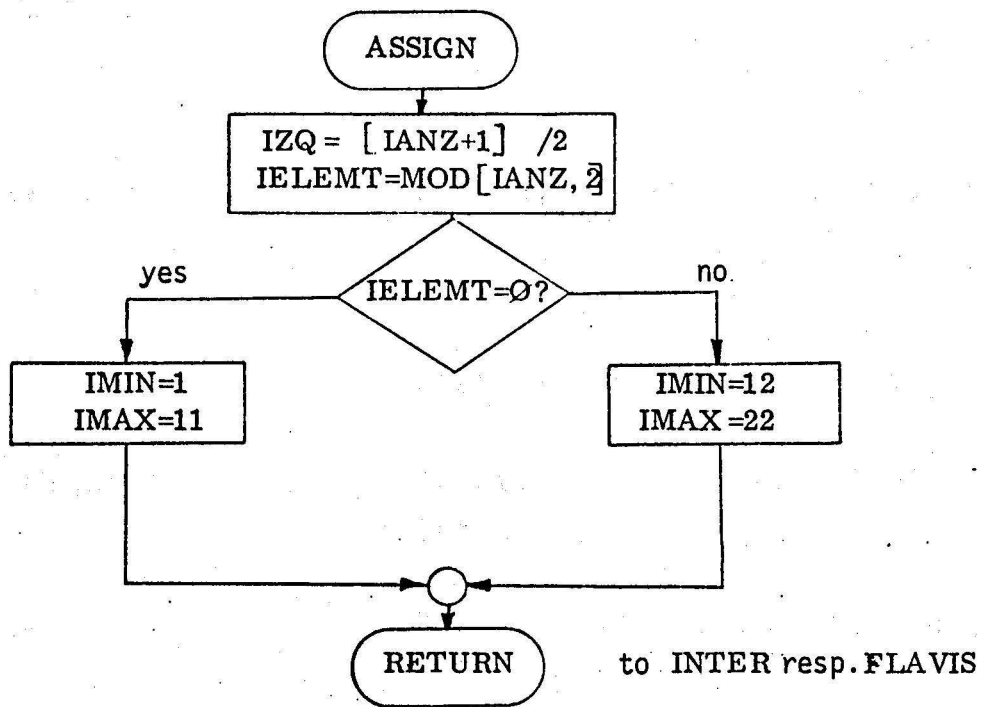 ASSIGN
IZQ = [IANZ+1] /2
IELEMT=MOD[IANZ, 2]
yes
IELEMT=Ø?
no
IMIN=1
IMAX=11
IMIN=12
IMAX=22
RETURN
to INTER resp. FLAVIS